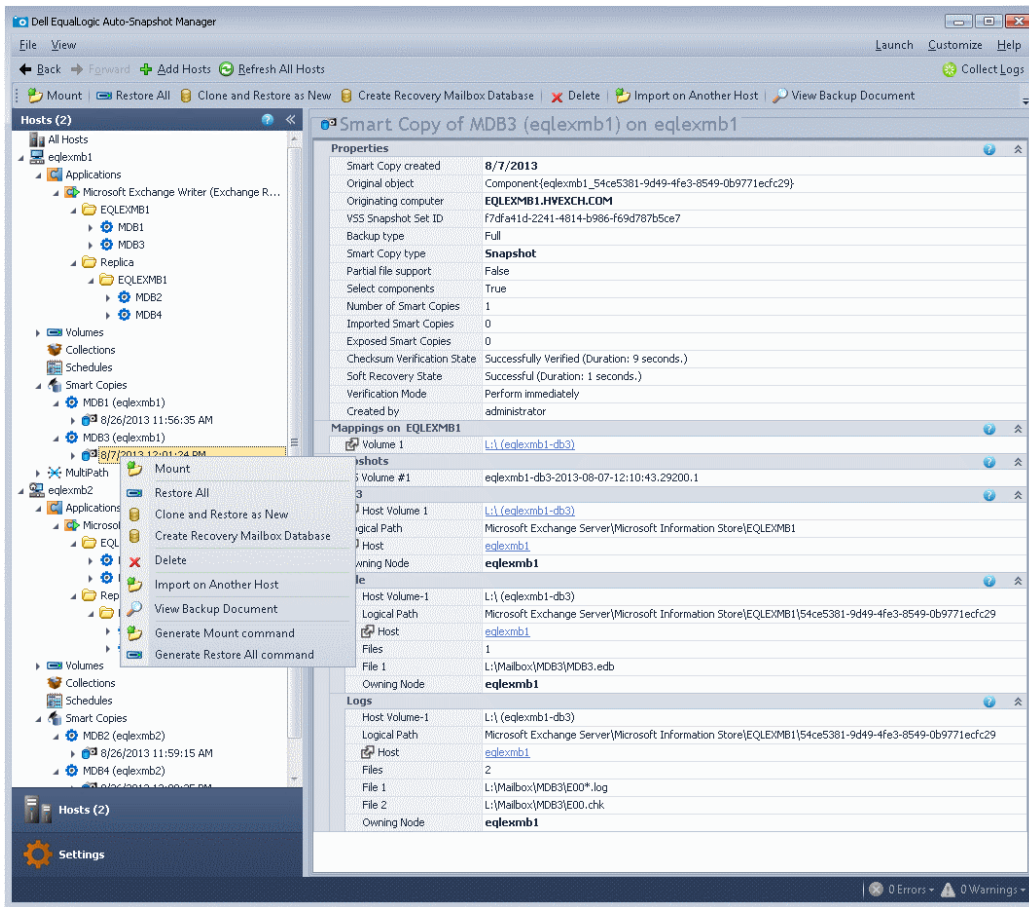 Dell EqualLogic Auto-Snapshot Manager
File View Launch Customize Help
Back Forward Add Hosts Refresh All Hosts Collect Logs
Mount Restore All Clone and Restore as New Create Recovery Mailbox Database Delete Import on Another Host View Backup Document
Hosts (2)
All Hosts
eqlexmb1
Applications
Microsoft Exchange Writer (Exchange R...
EQLEXMB1
MDB1
MDB3
Replica
EQLEXMB1
MDB2
MDB4
Volumes
Collections
Schedules
Smart Copies
MDB1 (eqlexmb1)
8/26/2013 11:56:35 AM
MDB3 (eqlexmb1)
8/7/2013 12:01:24 PM
MultiPath
eqlexmb2
Applications
Microsof
EQL
Rep
Volumes
Collections
Schedules
Smart Copies
MDB2 (eqlexmb2)
8/26/2013 11:59:15 AM
MDB4 (eqlexmb2)
Hosts (2)
Settings
Mount
Restore All
Clone and Restore as New
Create Recovery Mailbox Database
Delete
Import on Another Host
View Backup Document
Generate Mount command
Generate Restore All command
Smart Copy of MDB3 (eqlexmb1) on eqlexmb1
Properties
Smart Copy created 8/7/2013
Original object Component{eqlexmb1_54ce5381-9d49-4fe3-8549-0b9771ecfc29}
Originating computer EQLEXMB1.HVEXCH.COM
VSS Snapshot Set ID f7dfa41d-2241-4814-b986-f69d787b5ce7
Backup type Full
Smart Copy type Snapshot
Partial file support False
Select components True
Number of Smart Copies 1
Imported Smart Copies 0
Exposed Smart Copies 0
Checksum Verification State Successfully Verified (Duration: 9 seconds.)
Soft Recovery State Successful (Duration: 1 seconds.)
Verification Mode Perform immediately
Created by administrator
Mappings on EQLEXMB1
Volume 1 L:\ (eqlexmb1-db3)
pshots
S Volume #1 eqlexmb1-db3-2013-08-07-12:10:43.29200.1
3
Host Volume 1 L:\ (eqlexmb1-db3)
gical Path Microsoft Exchange Server\Microsoft Information Store\EQLEXMB1
Host eqlexmb1
wning Node eqlexmb1
le
Host Volume-1 L:\ (eqlexmb1-db3)
Logical Path Microsoft Exchange Server\Microsoft Information Store\EQLEXMB1\54ce5381-9d49-4fe3-8549-0b9771ecfc29
Host eqlexmb1
Files 1
File 1 L:\Mailbox\MDB3\MDB3.edb
Owning Node eqlexmb1
Logs
Host Volume-1 L:\ (eqlexmb1-db3)
Logical Path Microsoft Exchange Server\Microsoft Information Store\EQLEXMB1\54ce5381-9d49-4fe3-8549-0b9771ecfc29
Host eqlexmb1
Files 2
File 1 L:\Mailbox\MDB3\E00*.log
File 2 L:\Mailbox\MDB3\E00.chk
Owning Node eqlexmb1
0 Errors 0 Warnings